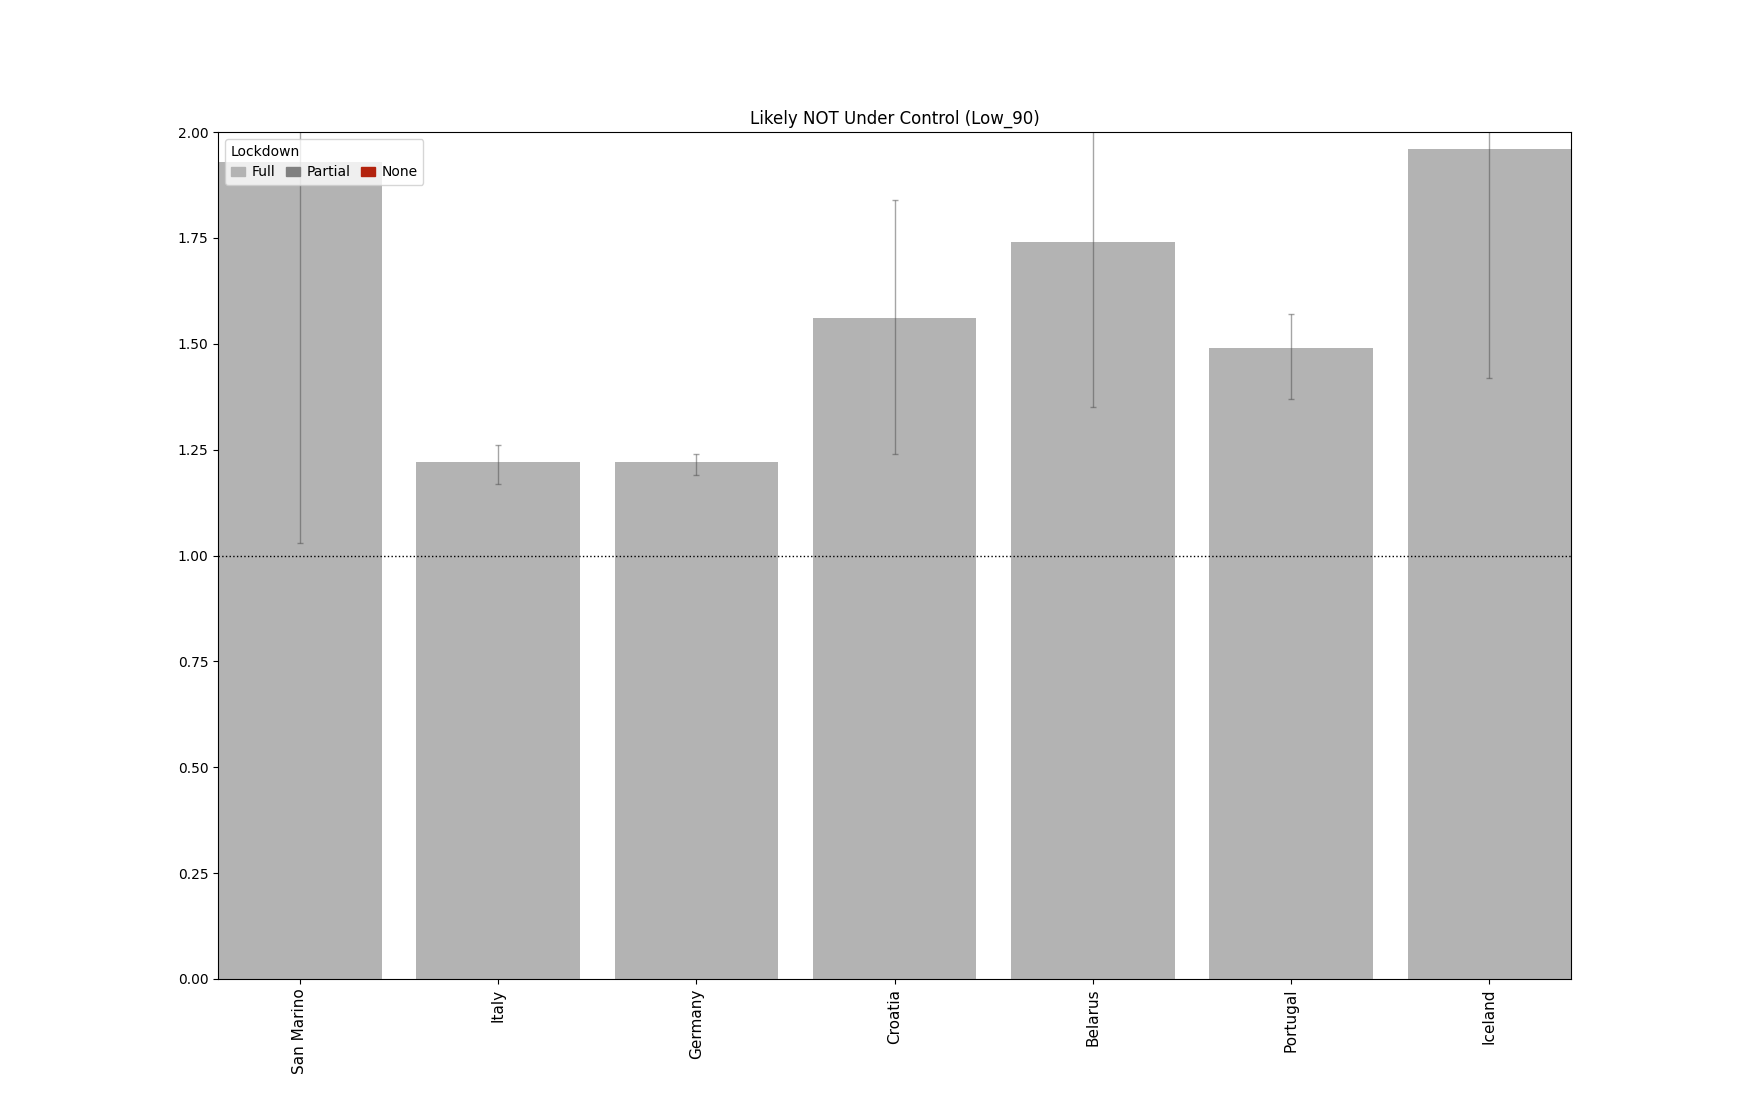 Likely NOT Under Control (Low_90)
Lockdown
Full Partial None
2.00
1.75
1.50
1.25
1.00
0.75
0.50
0.25
0.00
San Marino
Italy
Germany
Croatia
Belarus
Portugal
Iceland